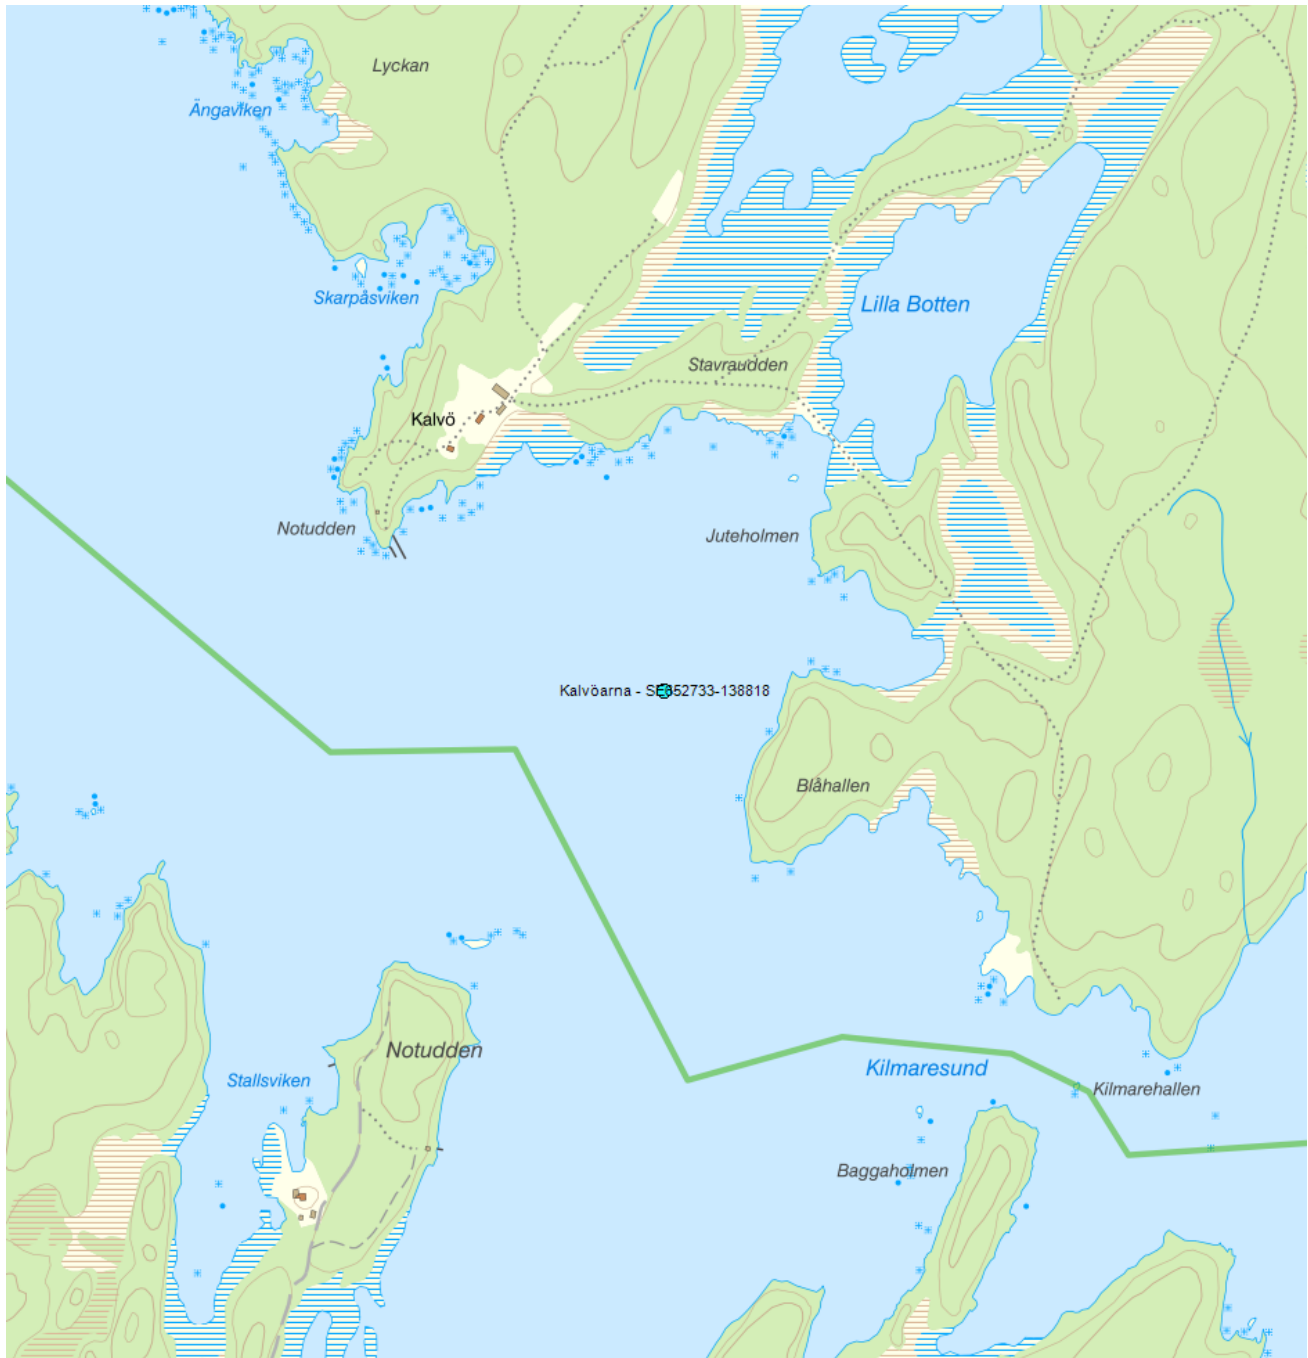 Lyckan
Ängaviken
Skarpåsviken
Lilla Botten
Stavraudden
Kalvö
Notudden
Juteholmen
Kalvöarna - SE652733-138818
Blåhallen
Notudden
Stallsviken
Kilmaresund
Kilmarehallen
Baggaholmen